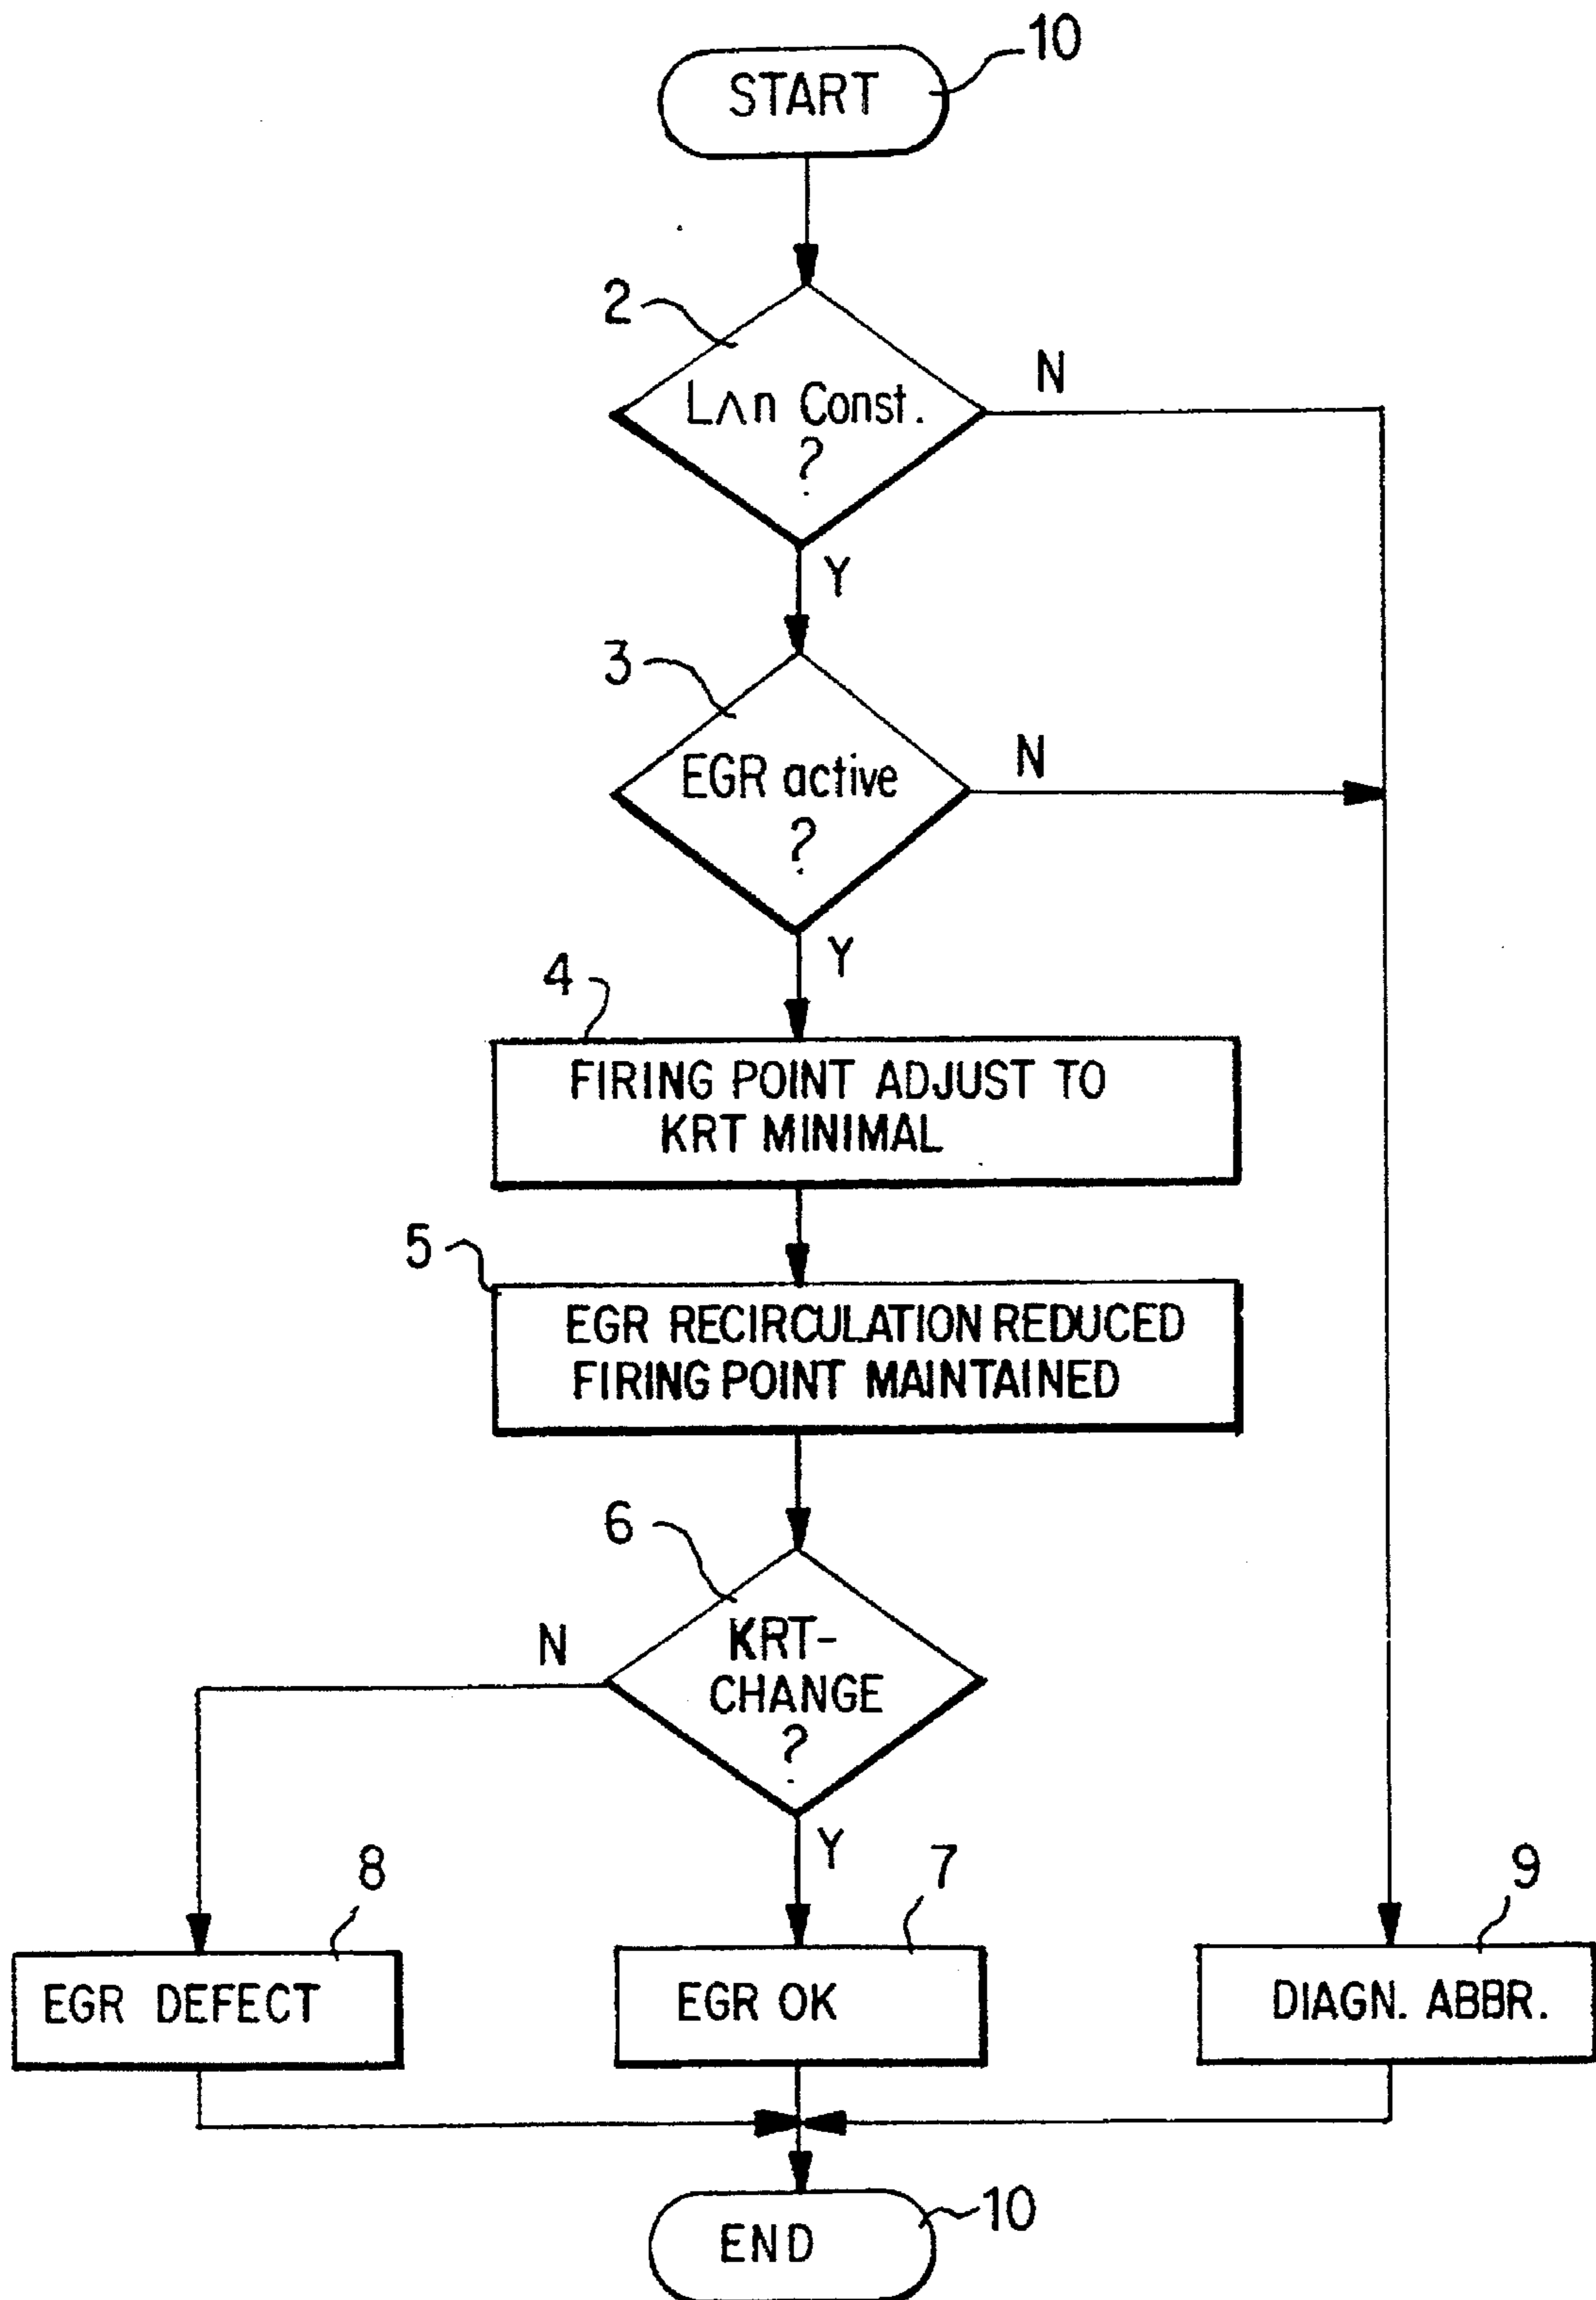 START
10
2
L∧n Const.
?
N
Y
3
EGR active
?
N
Y
4
FIRING POINT ADJUST TO
KRT MINIMAL
5
EGR RECIRCULATION REDUCED
FIRING POINT MAINTAINED
6
KRT-
CHANGE
?
N
Y
8
EGR DEFECT
7
EGR OK
9
DIAGN. ABBR.
END
10